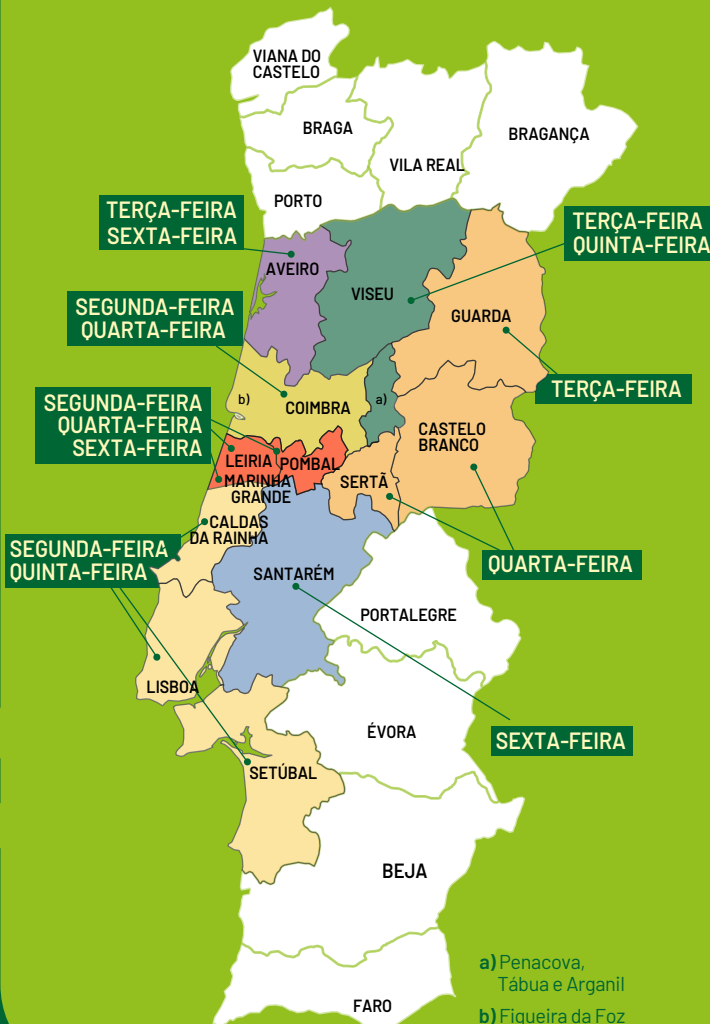 VIANA DO
CASTELO
BRAGA
BRAGANÇA
VILA REAL
PORTO
TERÇA-FEIRA
SEXTA-FEIRA
TERÇA-FEIRA
QUINTA-FEIRA
AVEIRO
VISEU
SEGUNDA-FEIRA
QUARTA-FEIRA
GUARDA
TERÇA-FEIRA
b)
a)
COIMBRA
SEGUNDA-FEIRA
QUARTA-FEIRA
SEXTA-FEIRA
CASTELO
BRANCO
LEIRIA
POMBAL
MARINHA
GRANDE
SERTÃ
CALDAS
DA RAINHA
SEGUNDA-FEIRA
QUINTA-FEIRA
QUARTA-FEIRA
SANTARÉM
PORTALEGRE
LISBOA
ÉVORA
SEXTA-FEIRA
SETÚBAL
BEJA
a) Penacova,
Tábua e Arganil
FARO
b) Figueira da Foz